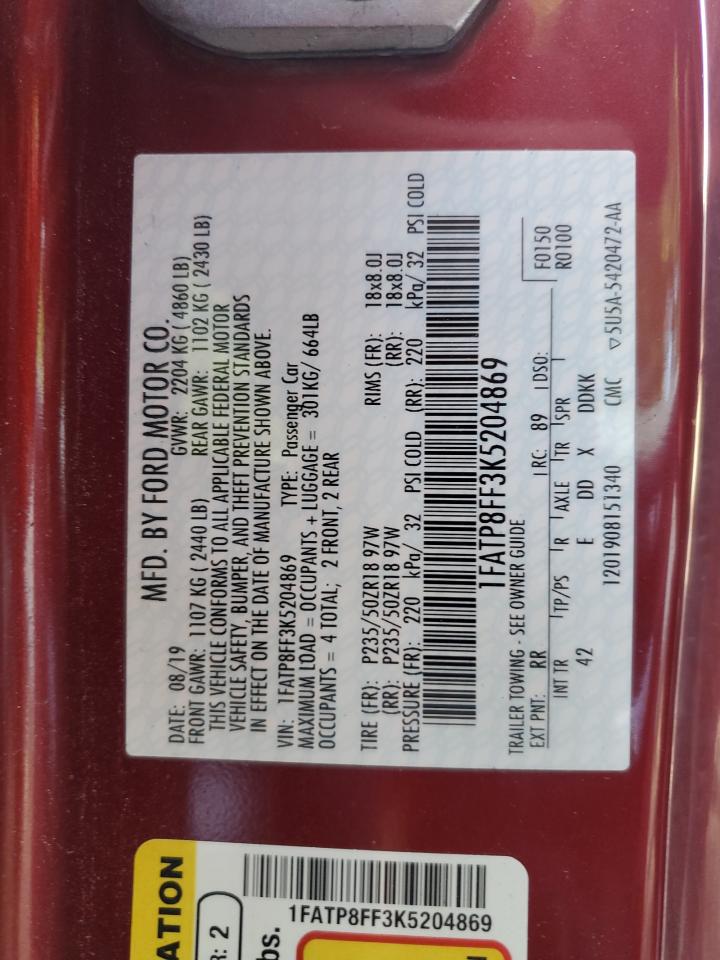 MFD. BY FORD MOTOR CO.
DATE: 08/19 GVWR: 2204 KG ( 4860 LB)
FRONT GAWR: 1107 KG ( 2440 LB) REAR GAWR: 1102 KG ( 2430 LB)
THIS VEHICLE CONFORMS TO ALL APPLICABLE FEDERAL MOTOR
VEHICLE SAFETY, BUMPER, AND THEFT PREVENTION STANDARDS
IN EFFECT ON THE DATE OF MANUFACTURE SHOWN ABOVE.
VIN: 1FATP8FF3K5204869 TYPE: Passenger Car
MAXIMUM LOAD = OCCUPANTS + LUGGAGE = 301KG/ 664LB
OCCUPANTS = 4 TOTAL; 2 FRONT, 2 REAR
TIRE (FR): P235/50ZR18 97W RIMS (FR): 18x8.0J
(RR): P235/50ZR18 97W (RR): 18x8.0J
PRESSURE (FR): 220 kPa/ 32 PSI COLD (RR): 220 kPa/ 32 PSI COLD
1FATP8FF3K5204869
TRAILER TOWING - SEE OWNER GUIDE F0150
EXT PNT: RR RC: 89 DSO: R0100
INT TR TP/PS R AXLE TR SPR
42 E DD X DDKK
1201908151340 CMC ▽5U5A-5420472-AA
ATION
R: 2
bs.
1FATP8FF3K5204869